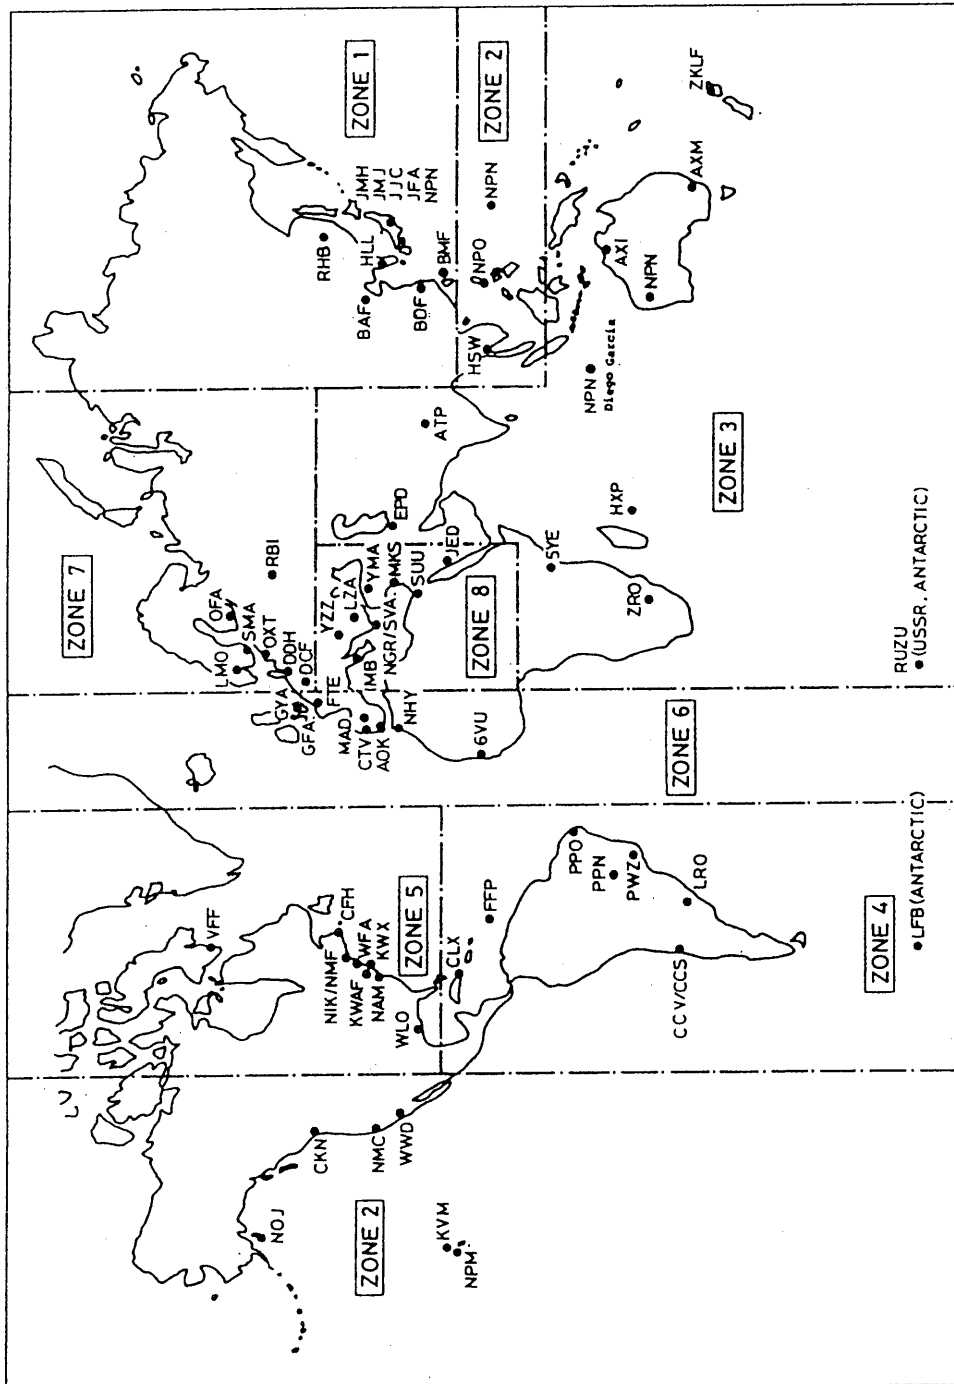 ZONE 2
NOJ
KVM
NPM
CKN
NMC
WWD
VFF
CFH
NIK/NMF
WFA
KWAF
KWX
NAM
WLO
ZONE 5
CLX
FFP
PPO
PPN
PWZ
LRO
CCV/CCS
ZONE 4
LFB (ANTARCTIC)
ZONE 6
ZONE 7
OFA
SMA
LMO
OXT
DOH
DCF
GYA
GFA
FTE
RBI
YZZ
LZA
YMA
IMB
MAD
CTV
AOK
NHY
NGR/SVA
MKS
SUU
EPD
JED
ZONE 8
6VU
SYE
ZRO
HXP
ATP
RUZU
(USSR, ANTARCTIC)
ZONE 3
ZONE 1
RHB
JMH
JMJ
JJC
JFA
NPN
HLL
BAF
BDF
BMF
ZONE 2
NPN
NPO
HSW
NPN
Diego Garcia
AXI
NPN
AXM
ZKLF